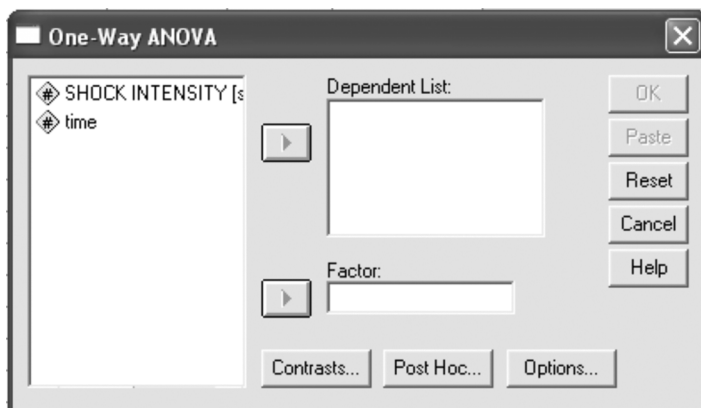 One-Way ANOVA
SHOCK INTENSITY [s
time
Dependent List:
Factor:
OK
Paste
Reset
Cancel
Help
Contrasts...
Post Hoc...
Options...